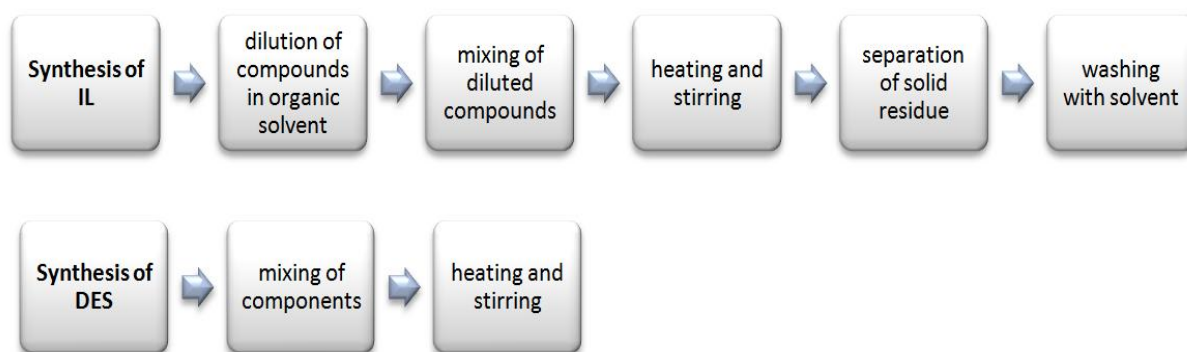 Synthesis of
IL
dilution of
compounds
in organic
solvent
mixing of
diluted
compounds
heating and
stirring
separation
of solid
residue
washing
with solvent
Synthesis of
DES
mixing of
components
heating and
stirring